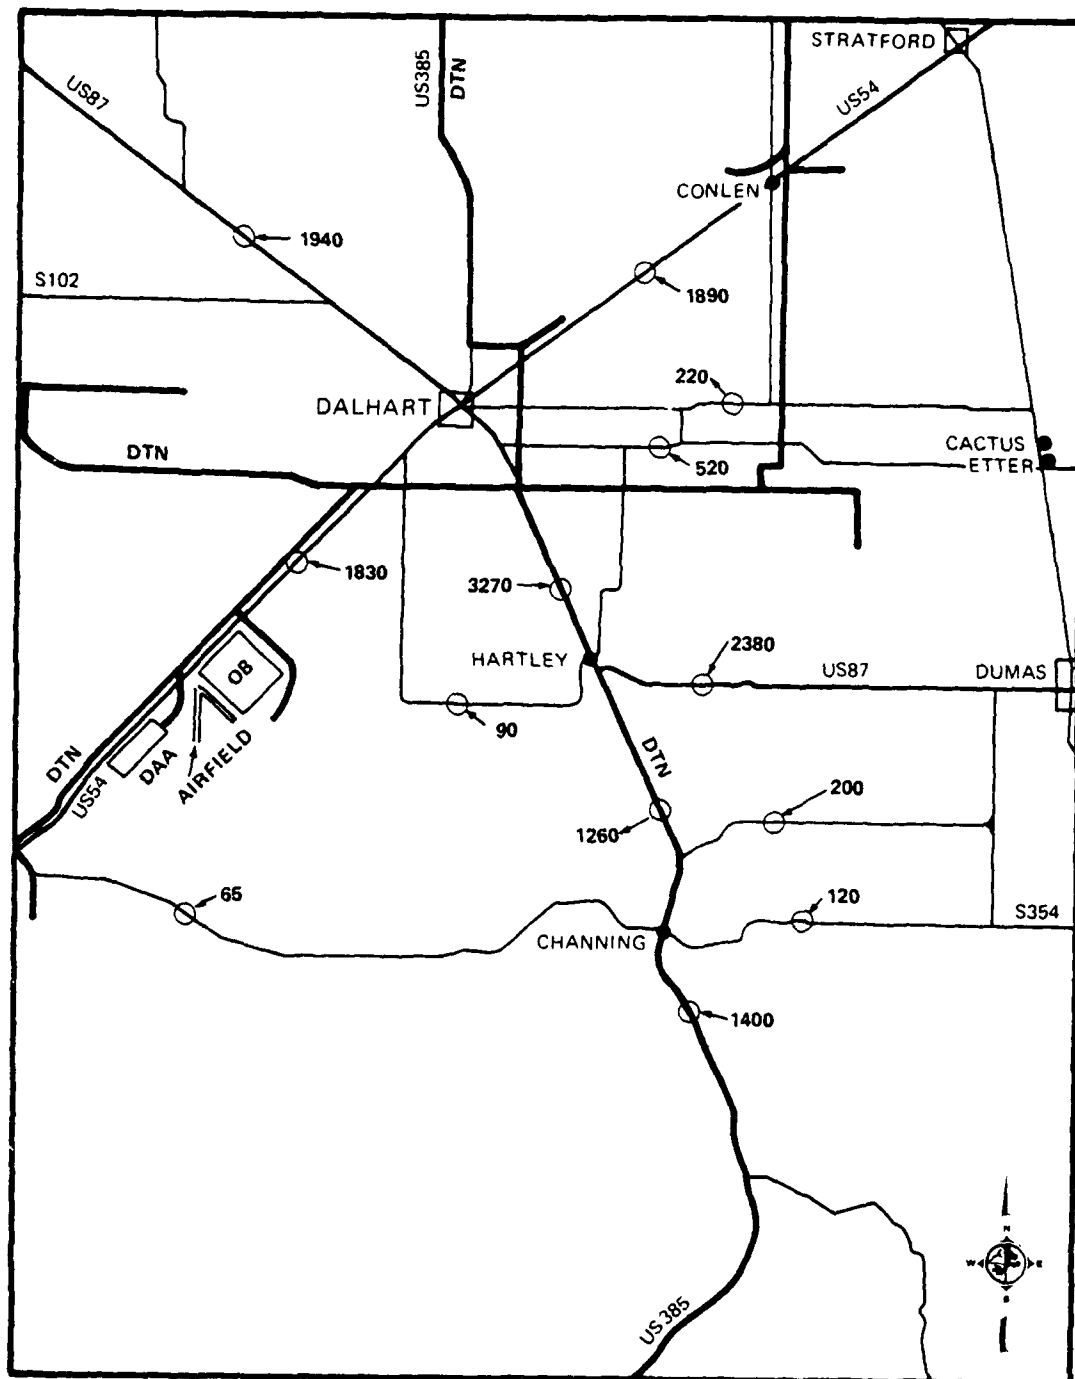 STRATFORD
US87
US385
DTN
US54
CONLEN
1940
S102
1890
220
DALHART
CACTUS
DTN
520
ETTER
1830
3270
HARTLEY
2380
US87
DUMAS
OB
90
DTN
DTN
US54
DAA
AIRFIELD
200
1260
65
120
S354
CHANNING
1400
US385
N
W
E
S